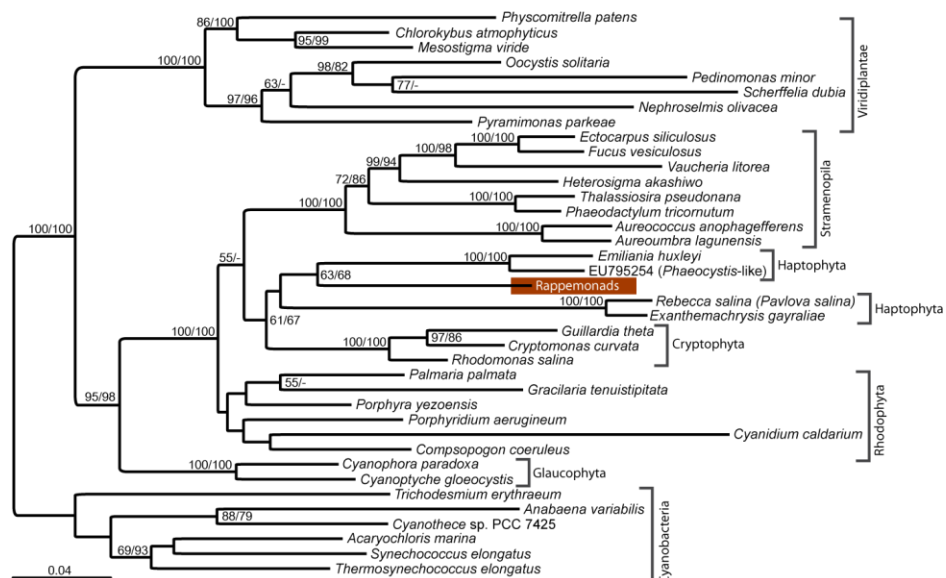 Physcomitrella patens
86/100
Chlorokybus atmophyticus
95/99
Mesostigma viride
100/100
Oocystis solitaria
98/82
Pedinomonas minor
63/-
77/-
Scherffelia dubia
97/96
Nephroselmis olivacea
Pyramimonas parkeae
Viridiplantae
Ectocarpus siliculosus
100/100
Fucus vesiculosus
100/98
Vaucheria litorea
99/94
Heterosigma akashiwo
72/86
Thalassiosira pseudonana
100/100
Phaeodactylum tricornutum
100/100
Aureococcus anophagefferens
100/100
Aureoumbra lagunensis
Stramenopila
100/100
55/-
Emiliania huxleyi
100/100
EU795254 (Phaeocystis-like)
Haptophyta
63/68
Rappemonads
Rebecca salina (Pavlova salina)
100/100
Exanthemachrysis gayraliae
Haptophyta
61/67
Guillardia theta
97/86
Cryptomonas curvata
100/100
Rhodomonas salina
Cryptophyta
100/100
Palmaria palmata
55/-
Gracilaria tenuistipitata
95/98
Porphyra yezoensis
Porphyridium aerugineum
Cyanidium caldarium
Compsopogon coeruleus
Rhodophyta
Cyanophora paradoxa
100/100
Cyanoptyche gloeocystis
Glaucophyta
Trichodesmium erythraeum
Anabaena variabilis
88/79
Cyanothece sp. PCC 7425
Acaryochloris marina
69/93
Synechococcus elongatus
Thermosynechococcus elongatus
Cyanobacteria
0.04